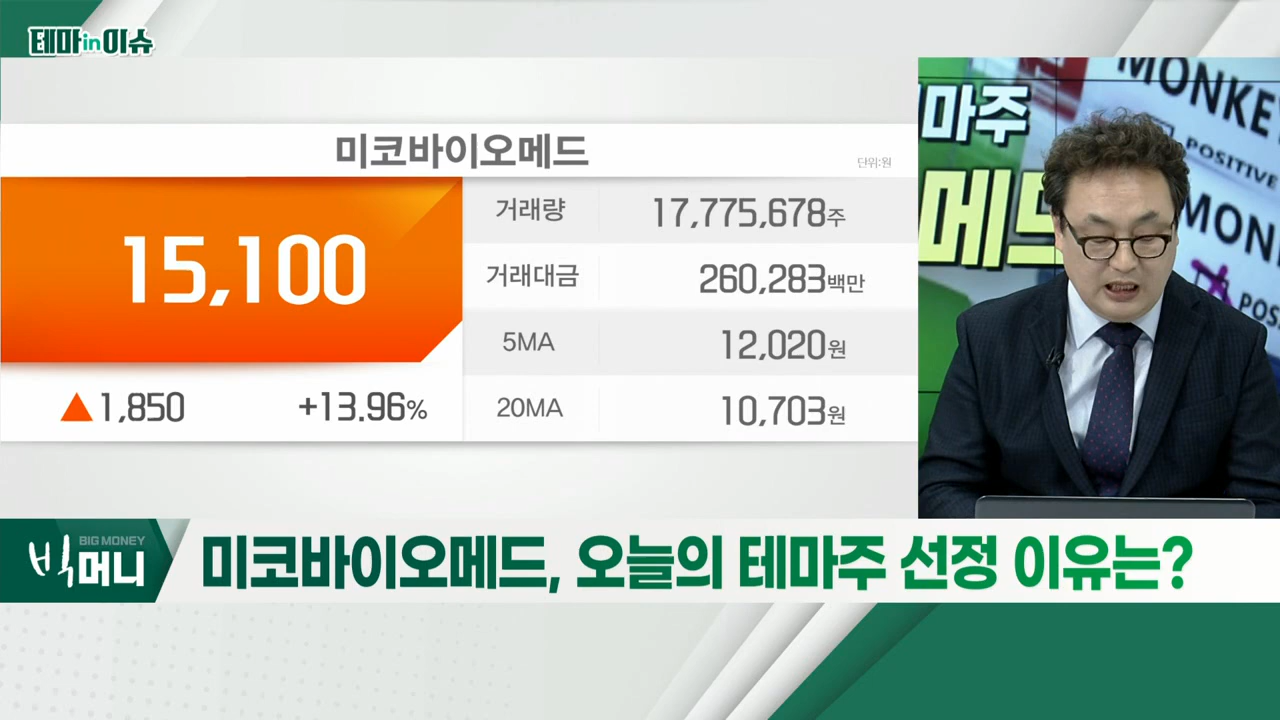 테마in이슈
미코바이오메드
단위:원
15,100
▲1,850 +13.96%
거래량 17,775,678주
거래대금 260,283백만
5MA 12,020원
20MA 10,703원
마주
메드
MONKE
POSITIVE
MON
POS
BIG MONEY
빅머니
미코바이오메드, 오늘의 테마주 선정 이유는?